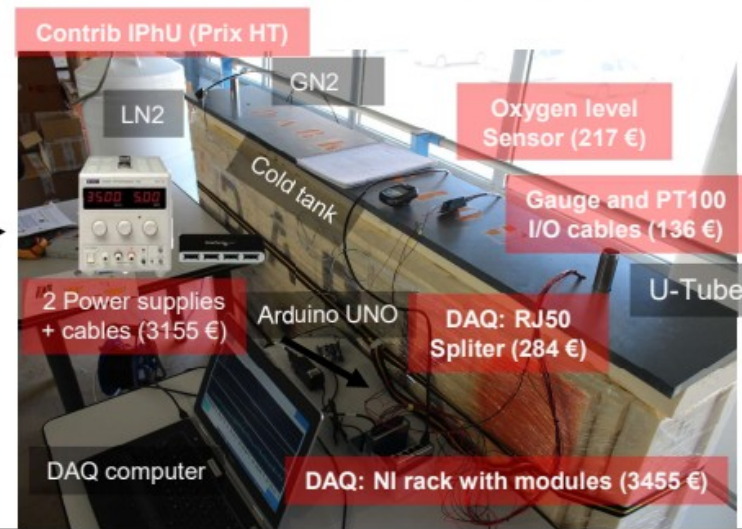 Contrib IPhU (Prix HT)
GN2
LN2
Oxygen level
Sensor (217 €)
Cold tank
Gauge and PT100
I/O cables (136 €)
35.00 5.00
U-Tube
2 Power supplies
+ cables (3155 €)
Arduino UNO
DAQ: RJ50
Spliter (284 €)
DAQ computer
DAQ: NI rack with modules (3455 €)